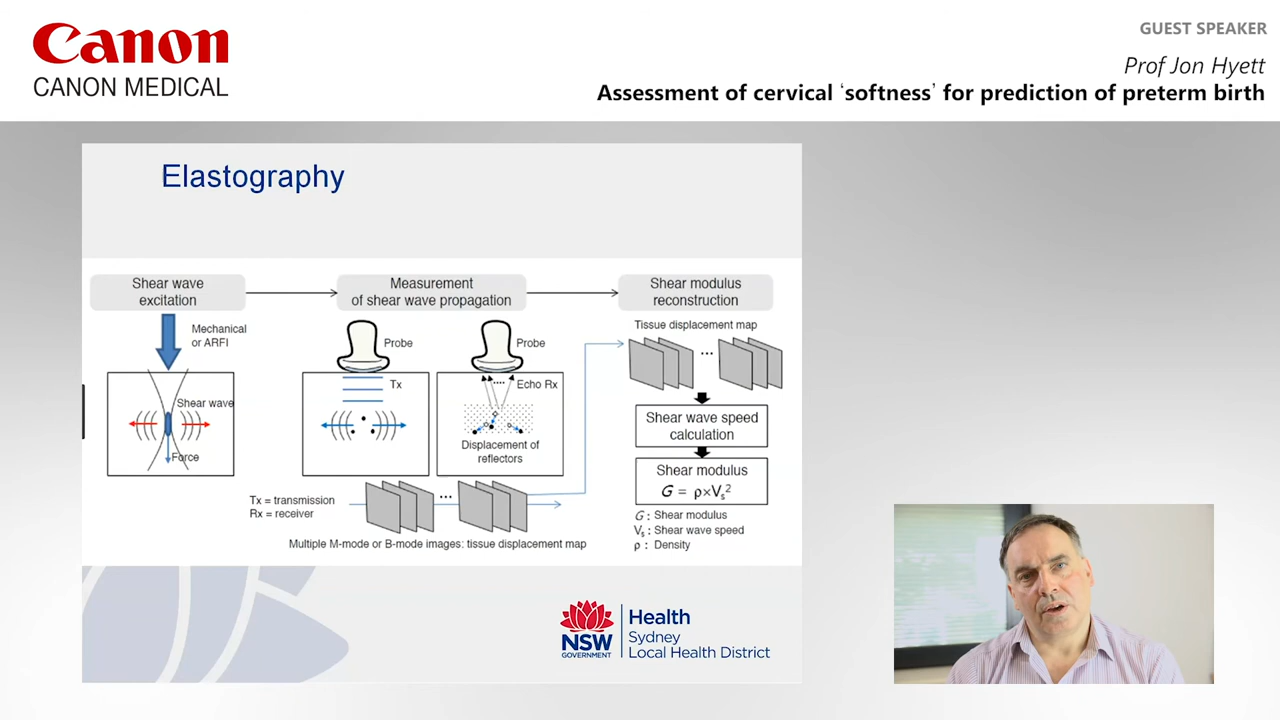 Canon
CANON MEDICAL
GUEST SPEAKER
Prof Jon Hyett
Assessment of cervical ‘softness’ for prediction of preterm birth
Elastography
Shear wave
excitation
Measurement
of shear wave propagation
Shear modulus
reconstruction
Mechanical
or ARFI
Shear wave
Force
Probe
Tx
Probe
Echo Rx
Displacement of
reflectors
Tx = transmission
Rx = receiver
...
Multiple M-mode or B-mode images: tissue displacement map
Tissue displacement map
...
Shear wave speed
calculation
Shear modulus
G = ρ×Vs²
G : Shear modulus
Vs : Shear wave speed
ρ : Density
NSW
GOVERNMENT
Health
Sydney
Local Health District